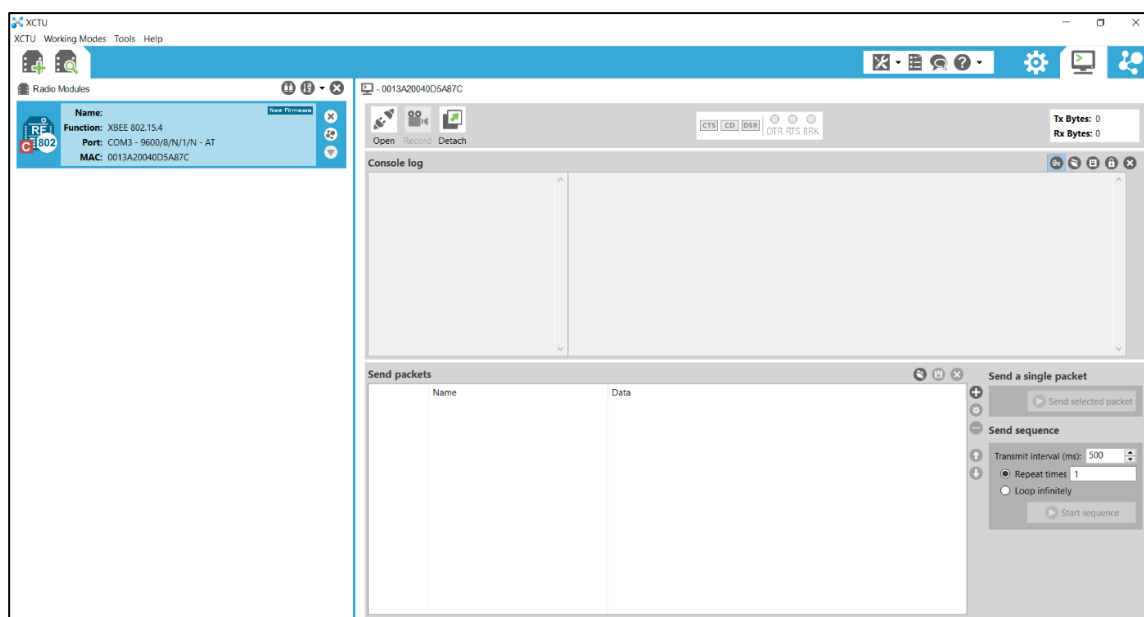 XCTU
XCTU Working Modes Tools Help
Radio Modules
Name:
New Firmware
Function: XBEE 802.15.4
Port: COM3 - 9600/8/N/1/N - AT
MAC: 0013A20040D5A87C
RF
C 802
- 0013A20040D5A87C
Open Record Detach
CTS CD DSR DTR RTS BRK
Tx Bytes: 0
Rx Bytes: 0
Console log
Send packets
Name Data
Send a single packet
Send selected packet
Send sequence
Transmit interval (ms): 500
Repeat times 1
Loop infinitely
Start sequence